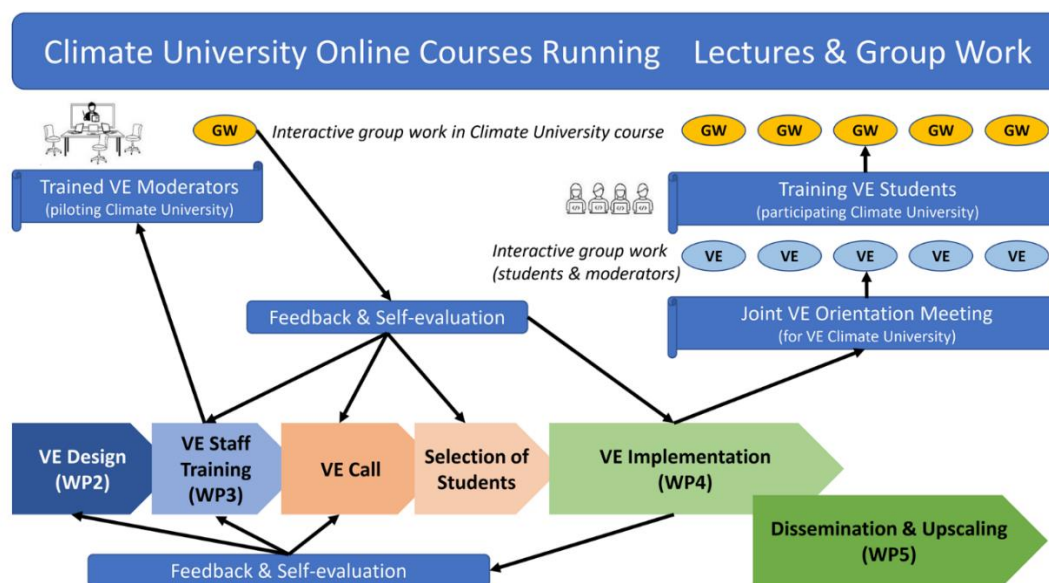 Climate University Online Courses Running Lectures & Group Work
GW
Interactive group work in Climate University course
GW GW GW GW GW
Trained VE Moderators
(piloting Climate University)
Training VE Students
(participating Climate University)
Interactive group work
(students & moderators)
VE VE VE VE VE
Feedback & Self-evaluation
Joint VE Orientation Meeting
(for VE Climate University)
VE Design
(WP2)
VE Staff
Training
(WP3)
VE Call
Selection of
Students
VE Implementation
(WP4)
Dissemination & Upscaling
(WP5)
Feedback & Self-evaluation